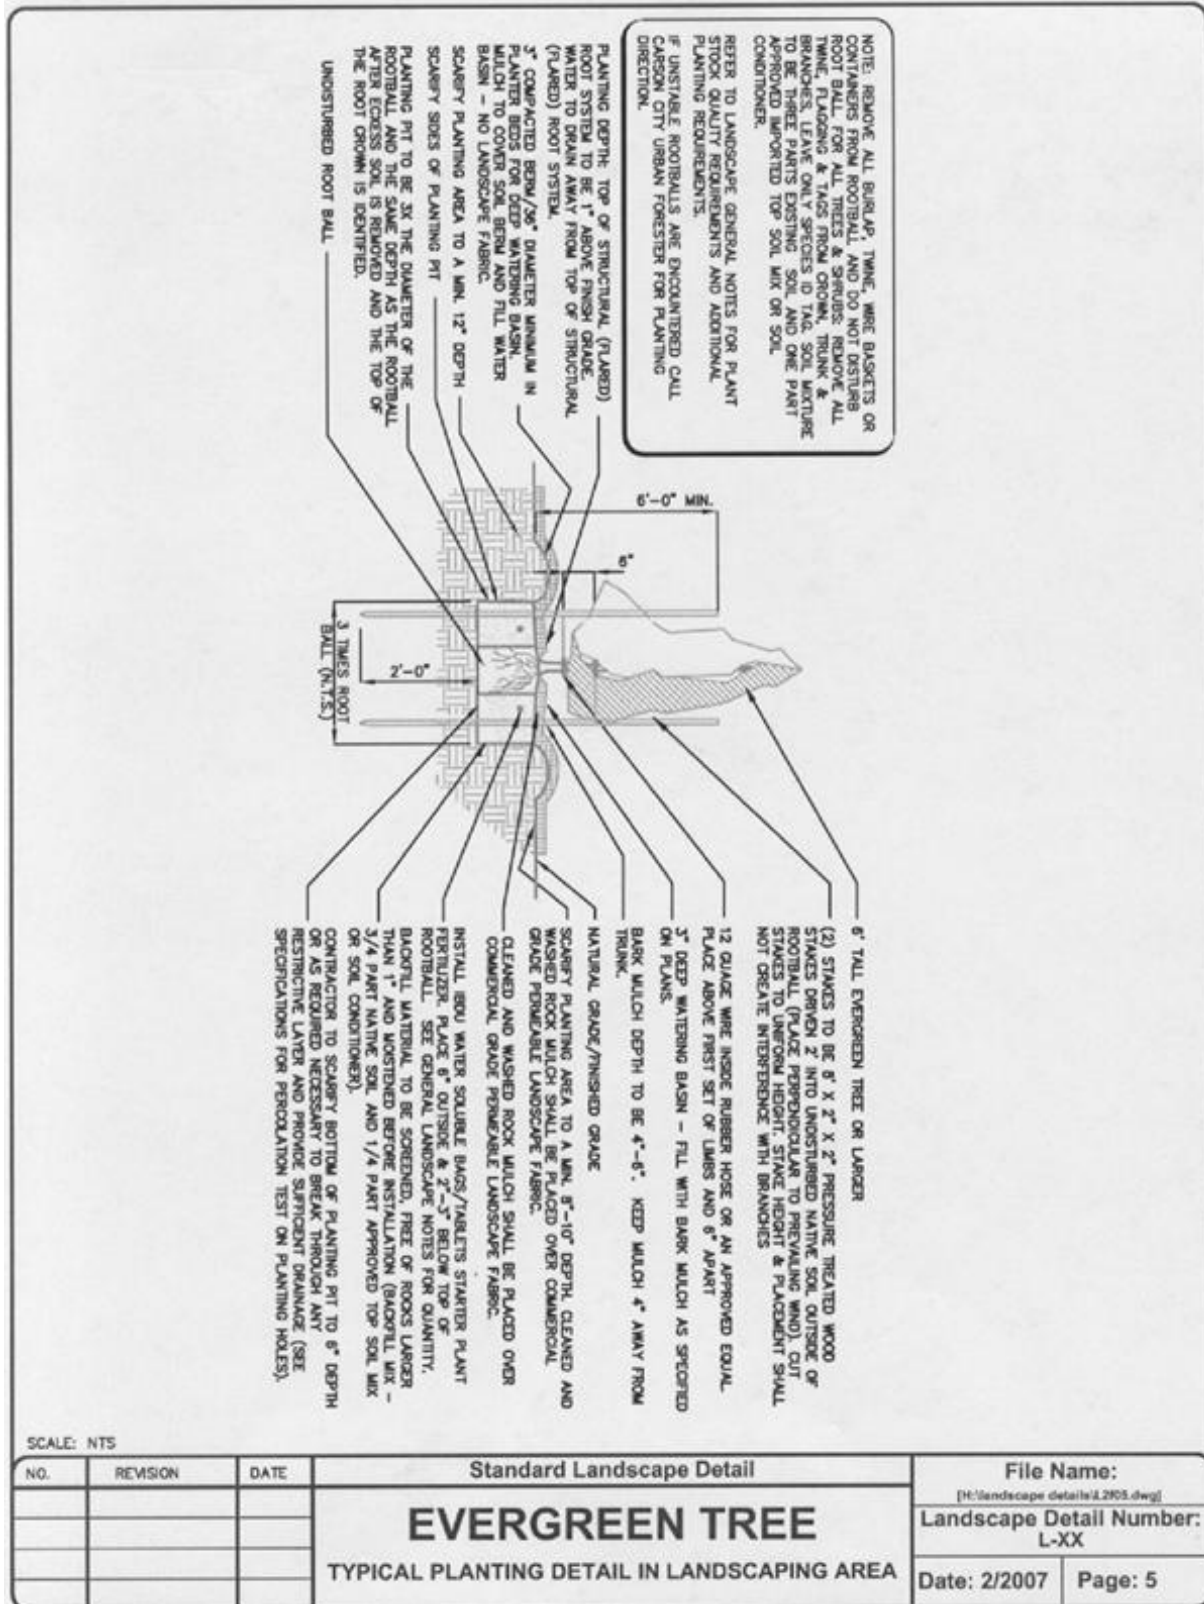 NOTE: REMOVE ALL BURLAP, TWINE, WIRE BASKETS OR
CONTAINERS FROM ROOTBALL AND DO NOT DISTURB
ROOT BALL FOR ALL TREES & SHRUBS: REMOVE ALL
TWINE, FLAGGING & TAGS FROM CROWN, TRUNK &
BRANCHES, LEAVE ONLY SPECIES ID TAG. SOIL MIXTURE
TO BE THREE PARTS EXISTING SOIL AND ONE PART
APPROVED IMPORTED TOP SOIL MIX OR SOIL
CONDITIONER.
REFER TO LANDSCAPE GENERAL NOTES FOR PLANT
STOCK QUALITY REQUIREMENTS AND ADDITIONAL
PLANTING REQUIREMENTS.
IF UNSTABLE ROOTBALLS ARE ENCOUNTERED CALL
CARSON CITY URBAN FORESTER FOR PLANTING
DIRECTION.
PLANTING DEPTH: TOP OF STRUCTURAL (FLARED)
ROOT SYSTEM TO BE 1" ABOVE FINISH GRADE.
WATER TO DRAIN AWAY FROM TOP OF STRUCTURAL
(FLARED) ROOT SYSTEM.
3" COMPACTED BERM/36" DIAMETER MINIMUM IN
PLANTER BEDS FOR DEEP WATERING BASIN.
MULCH TO COVER SOIL BERM AND FILL WATER
BASIN - NO LANDSCAPE FABRIC.
SCARIFY PLANTING AREA TO A MIN. 12" DEPTH
SCARIFY SIDES OF PLANTING PIT
PLANTING PIT TO BE 3X THE DIAMETER OF THE
ROOTBALL AND THE SAME DEPTH AS THE ROOTBALL
AFTER ECXESS SOIL IS REMOVED AND THE TOP OF
THE ROOT CROWN IS IDENTIFIED.
UNDISTURBED ROOT BALL
6'-0" MIN.
6"
2'-0"
3 TIMES ROOT
BALL (N.T.S.)
6' TALL EVERGREEN TREE OR LARGER
(2) STAKES TO BE 8' X 2" X 2" PRESSURE TREATED WOOD
STAKES DRIVEN 2' INTO UNDISTURBED NATIVE SOIL OUTSIDE OF
ROOTBALL (PLACE PERPENDICULAR TO PREVAILING WIND). CUT
STAKES TO UNIFORM HEIGHT. STAKE HEIGHT & PLACEMENT SHALL
NOT CREATE INTERFERENCE WITH BRANCHES
12 GUAGE WIRE INSIDE RUBBER HOSE OR AN APPROVED EQUAL.
PLACE ABOVE FIRST SET OF LIMBS AND 6" APART
3" DEEP WATERING BASIN - FILL WITH BARK MULCH AS SPECIFIED
ON PLANS.
BARK MULCH DEPTH TO BE 4"-6". KEEP MULCH 4" AWAY FROM
TRUNK.
NATURAL GRADE/FINISHED GRADE
SCARIFY PLANTING AREA TO A MIN. 8"-10" DEPTH. CLEANED AND
WASHED ROCK MULCH SHALL BE PLACED OVER COMMERCIAL
GRADE PERMEABLE LANDSCAPE FABRIC.
CLEANED AND WASHED ROCK MULCH SHALL BE PLACED OVER
COMMERCIAL GRADE PERMEABLE LANDSCAPE FABRIC.
INSTALL IBDU WATER SOLUBLE BAGS/TABLETS STARTER PLANT
FERTILIZER. PLACE 6" OUTSIDE & 2"-3" BELOW TOP OF
ROOTBALL. SEE GENERAL LANDSCAPE NOTES FOR QUANTITY.
BACKFILL MATERIAL TO BE SCREENED, FREE OF ROCKS LARGER
THAN 1" AND MOISTENED BEFORE INSTALLATION (BACKFILL MIX -
3/4 PART NATIVE SOIL AND 1/4 PART APPROVED TOP SOIL MIX
OR SOIL CONDITIONER).
CONTRACTOR TO SCARIFY BOTTOM OF PLANTING PIT TO 6" DEPTH
OR AS REQUIRED NECESSARY TO BREAK THROUGH ANY
RESTRICTIVE LAYER AND PROVIDE SUFFICIENT DRAINAGE (SEE
SPECIFICATIONS FOR PERCOLATION TEST ON PLANTING HOLES).
SCALE: NTS
NO. REVISION DATE
Standard Landscape Detail
EVERGREEN TREE
TYPICAL PLANTING DETAIL IN LANDSCAPING AREA
File Name:
[H:\landscape details\L2f05.dwg]
Landscape Detail Number:
L-XX
Date: 2/2007 Page: 5